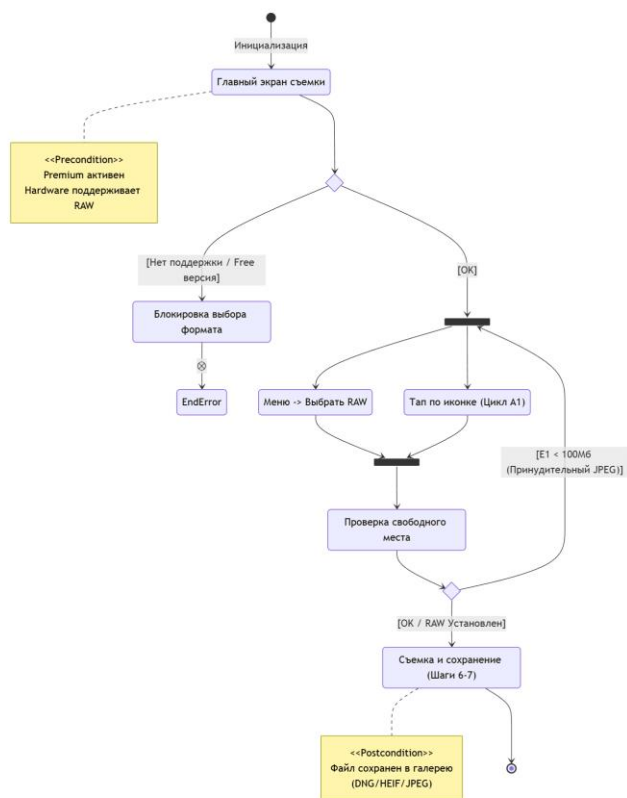 Инициализация
Главный экран съемки
<<Precondition>>
Premium активен
Hardware поддерживает
RAW
[Нет поддержки / Free
версия]
[OK]
Блокировка выбора
формата
EndError
Меню -> Выбрать RAW
Тап по иконке (Цикл A1)
[E1 < 100Мб
(Принудительный JPEG)]
Проверка свободного
места
[OK / RAW Установлен]
Съемка и сохранение
(Шаги 6-7)
<<Postcondition>>
Файл сохранен в галерею
(DNG/HEIF/JPEG)